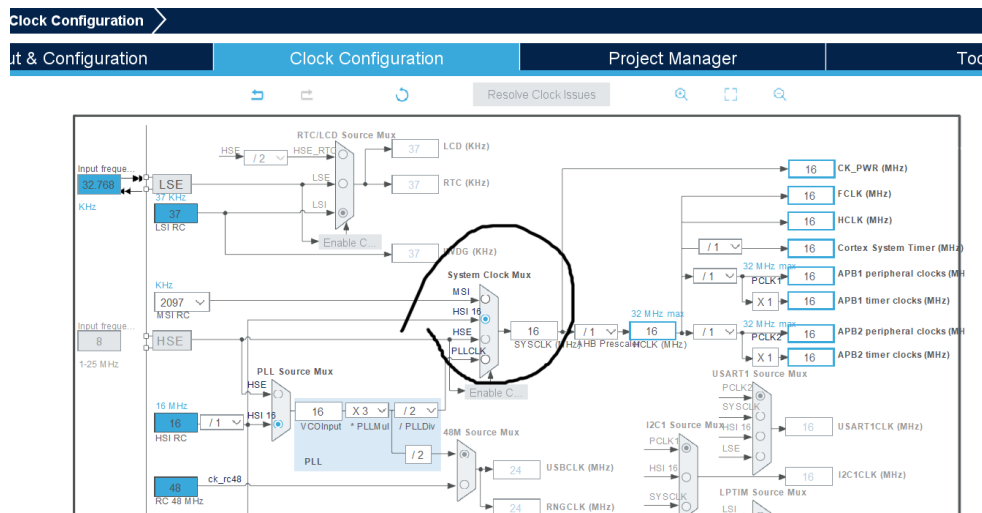 Clock Configuration
ut & Configuration
Clock Configuration
Project Manager
Too
Resolve Clock Issues
RTC/LCD Source Mux
HSE
/ 2
HSE_RTC
37
LCD (KHz)
Input freque...
32.768
KHz
LSE
LSE
37
RTC (KHz)
37 KHz
37
LSI RC
LSI
Enable C...
37
WDG (KHz)
16
CK_PWR (MHz)
16
FCLK (MHz)
16
HCLK (MHz)
/ 1
16
Cortex System Timer (MHz)
32 MHz max
/ 1
PCLK1
16
APB1 peripheral clocks (MH
X 1
16
APB1 timer clocks (MHz)
System Clock Mux
KHz
2097
MSI RC
MSI
HSI 16
HSE
PLLCLK
16
SYSCLK (MHz)
/ 1
AHB Prescaler
32 MHz max
16
HCLK (MHz)
/ 1
32 MHz max
PCLK2
16
APB2 peripheral clocks (MH
X 1
16
APB2 timer clocks (MHz)
Enable C...
Input freque...
8
1-25 MHz
HSE
PLL Source Mux
HSE
HSI 16
16 MHz
16
HSI RC
/ 1
16
VCOInput
X 3
* PLLMul
/ 2
/ PLLDiv
PLL
/ 2
48M Source Mux
24
USBCLK (MHz)
48
RC 48 MHz
ck_rc48
24
RNGCLK (MHz)
USART1 Source Mux
PCLK2
SYSCLK
HSI 16
LSE
16
USART1CLK (MHz)
I2C1 Source Mux
PCLK1
HSI 16
SYSCLK
16
I2C1CLK (MHz)
LPTIM Source Mux
LSI